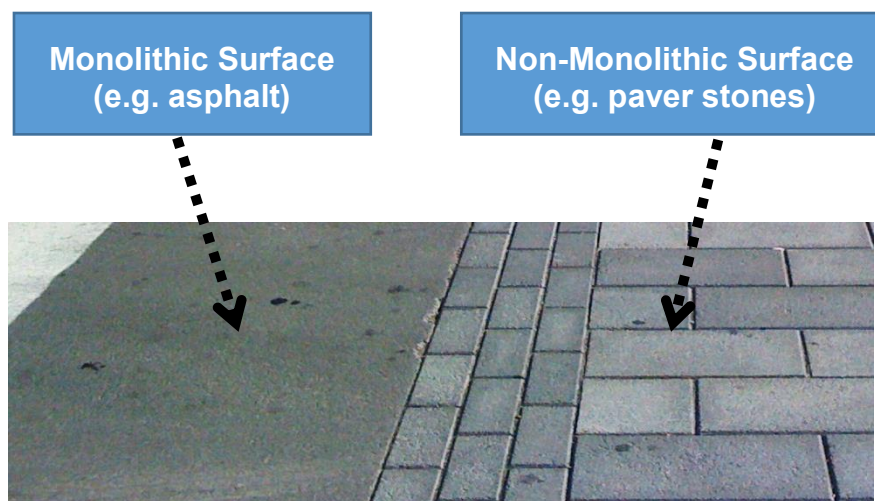 Monolithic Surface
(e.g. asphalt)
Non-Monolithic Surface
(e.g. paver stones)